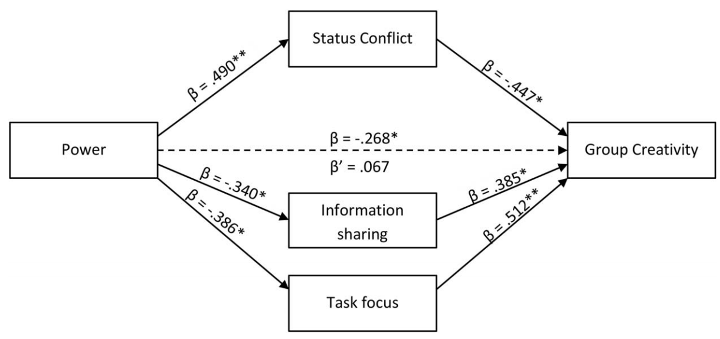 Status Conflict
β = .490**
β = -.447*
β = -.268*
Power
Group Creativity
β’ = .067
β = -.340*
β = .385*
Information
sharing
β = -.386*
β = .512**
Task focus